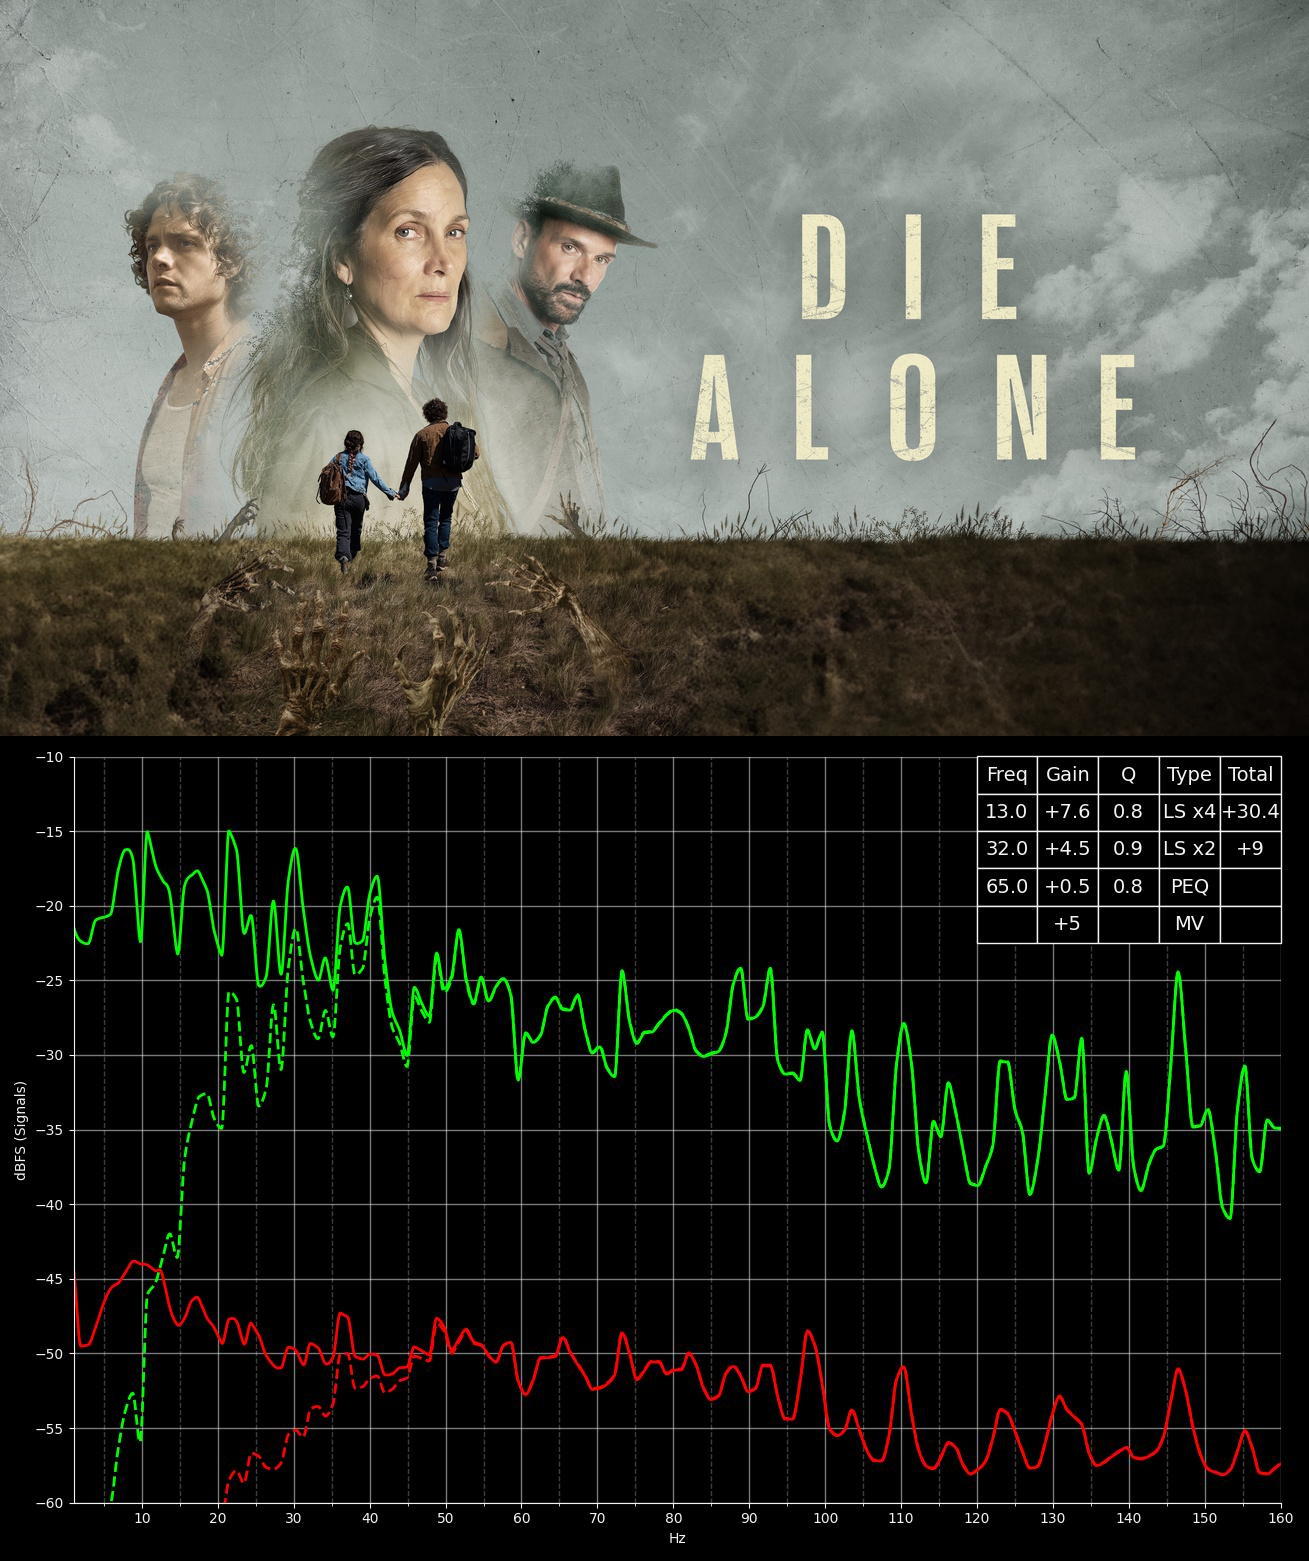 DIE
ALONE
Freq Gain Q Type Total
13.0 +7.6 0.8 LS x4 +30.4
32.0 +4.5 0.9 LS x2 +9
65.0 +0.5 0.8 PEQ
+5 MV
−10
−15
−20
−25
−30
−35
−40
−45
−50
−55
−60
dBFS (Signals)
10 20 30 40 50 60 70 80 90 100 110 120 130 140 150 160
Hz